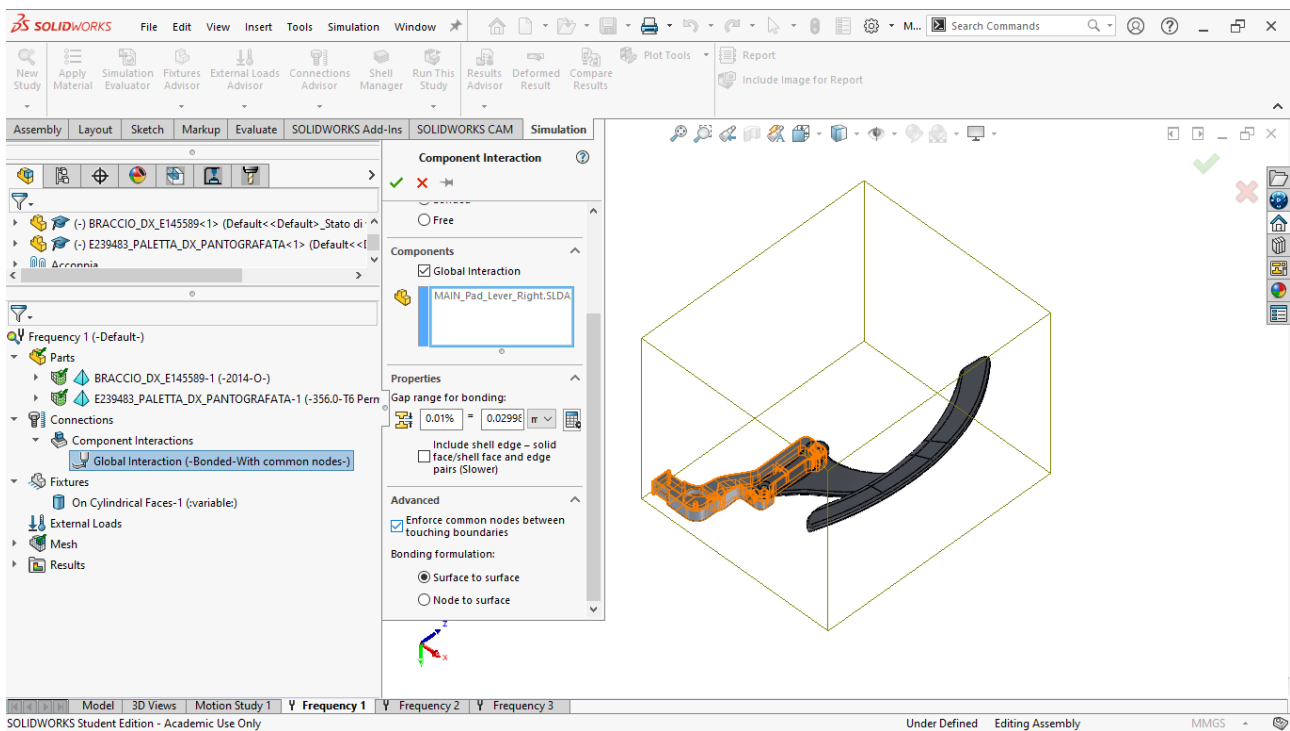 SOLIDWORKS File Edit View Insert Tools Simulation Window M... Search Commands
New Study
Apply Material
Simulation Evaluator
Fixtures Advisor
External Loads Advisor
Connections Advisor
Shell Manager
Run This Study
Results Advisor
Deformed Result
Compare Results
Plot Tools
Report
Include Image for Report
Assembly Layout Sketch Markup Evaluate SOLIDWORKS Add-Ins SOLIDWORKS CAM Simulation
(-) BRACCIO_DX_E145589<1> (Default<<Default>_Stato di
(-) E239483_PALETTA_DX_PANTOGRAFATA<1> (Default<<
Accoppia
Frequency 1 (-Default-)
Parts
BRACCIO_DX_E145589-1 (-2014-O-)
E239483_PALETTA_DX_PANTOGRAFATA-1 (-356.0-T6 Perm
Connections
Component Interactions
Global Interaction (-Bonded-With common nodes-)
Fixtures
On Cylindrical Faces-1 (:variable:)
External Loads
Mesh
Results
Component Interaction
Free
Components
Global Interaction
MAIN_Pad_Lever_Right.SLDA
Properties
Gap range for bonding:
0.01% = 0.02998
Include shell edge – solid
face/shell face and edge
pairs (Slower)
Advanced
Enforce common nodes between
touching boundaries
Bonding formulation:
Surface to surface
Node to surface
z
x
Y
Model 3D Views Motion Study 1 Frequency 1 Frequency 2 Frequency 3
SOLIDWORKS Student Edition - Academic Use Only Under Defined Editing Assembly MMGS